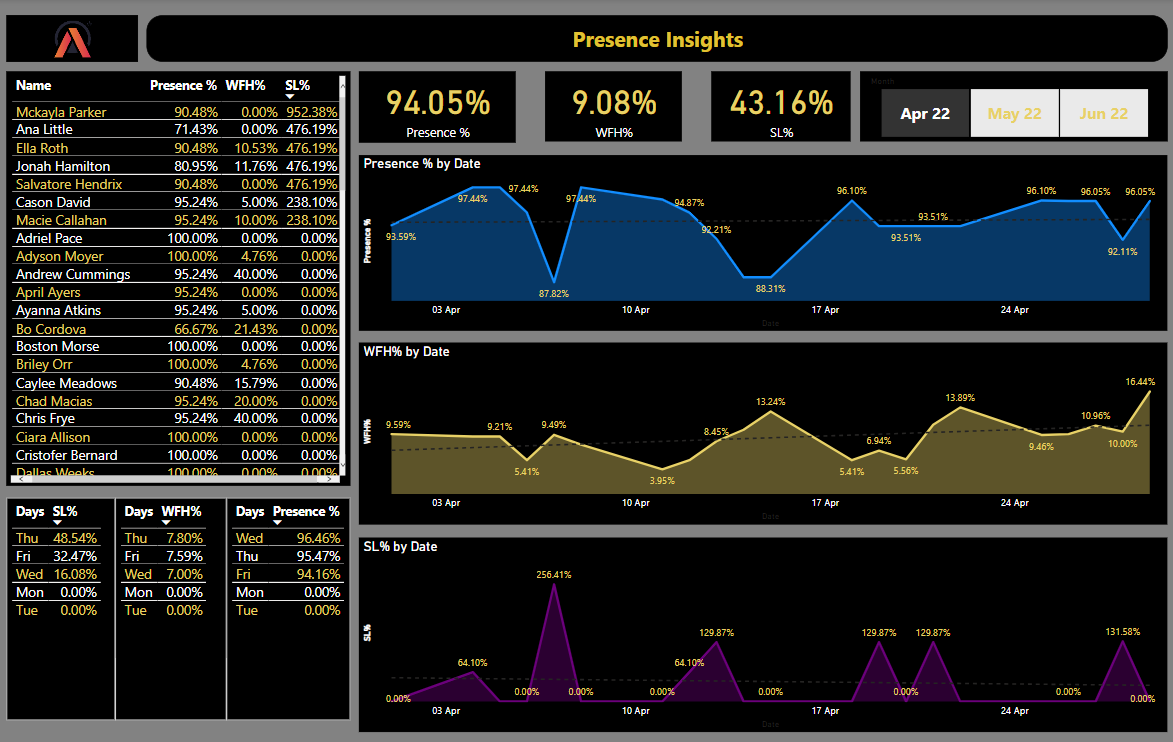 Presence Insights
Name Presence % WFH% SL%
Mckayla Parker 90.48% 0.00% 952.38%
Ana Little 71.43% 0.00% 476.19%
Ella Roth 90.48% 10.53% 476.19%
Jonah Hamilton 80.95% 11.76% 476.19%
Salvatore Hendrix 90.48% 0.00% 476.19%
Cason David 95.24% 5.00% 238.10%
Macie Callahan 95.24% 10.00% 238.10%
Adriel Pace 100.00% 0.00% 0.00%
Adyson Moyer 100.00% 4.76% 0.00%
Andrew Cummings 95.24% 40.00% 0.00%
April Ayers 95.24% 0.00% 0.00%
Ayanna Atkins 95.24% 5.00% 0.00%
Bo Cordova 66.67% 21.43% 0.00%
Boston Morse 100.00% 0.00% 0.00%
Briley Orr 100.00% 4.76% 0.00%
Caylee Meadows 90.48% 15.79% 0.00%
Chad Macias 95.24% 20.00% 0.00%
Chris Frye 95.24% 40.00% 0.00%
Ciara Allison 100.00% 0.00% 0.00%
Cristofer Bernard 100.00% 0.00% 0.00%
Dallas Weeks 100.00% 0.00% 0.00%
94.05%
Presence %
9.08%
WFH%
43.16%
SL%
Month
Apr 22 May 22 Jun 22
Presence % by Date
Presence %
93.59% 97.44% 97.44% 87.82% 97.44% 94.87% 92.21% 88.31% 96.10% 93.51% 93.51% 96.10% 96.05% 92.11% 96.05%
03 Apr 10 Apr 17 Apr 24 Apr
Date
WFH% by Date
WFH%
9.59% 9.21% 5.41% 9.49% 3.95% 8.45% 13.24% 5.41% 6.94% 5.56% 13.89% 9.46% 10.96% 10.00% 16.44%
03 Apr 10 Apr 17 Apr 24 Apr
Date
SL% by Date
SL%
0.00% 64.10% 0.00% 256.41% 0.00% 0.00% 64.10% 129.87% 0.00% 129.87% 0.00% 129.87% 0.00% 131.58% 0.00%
03 Apr 10 Apr 17 Apr 24 Apr
Date
Days SL%
Thu 48.54%
Fri 32.47%
Wed 16.08%
Mon 0.00%
Tue 0.00%
Days WFH%
Thu 7.80%
Fri 7.59%
Wed 7.00%
Mon 0.00%
Tue 0.00%
Days Presence %
Wed 96.46%
Thu 95.47%
Fri 94.16%
Mon 0.00%
Tue 0.00%